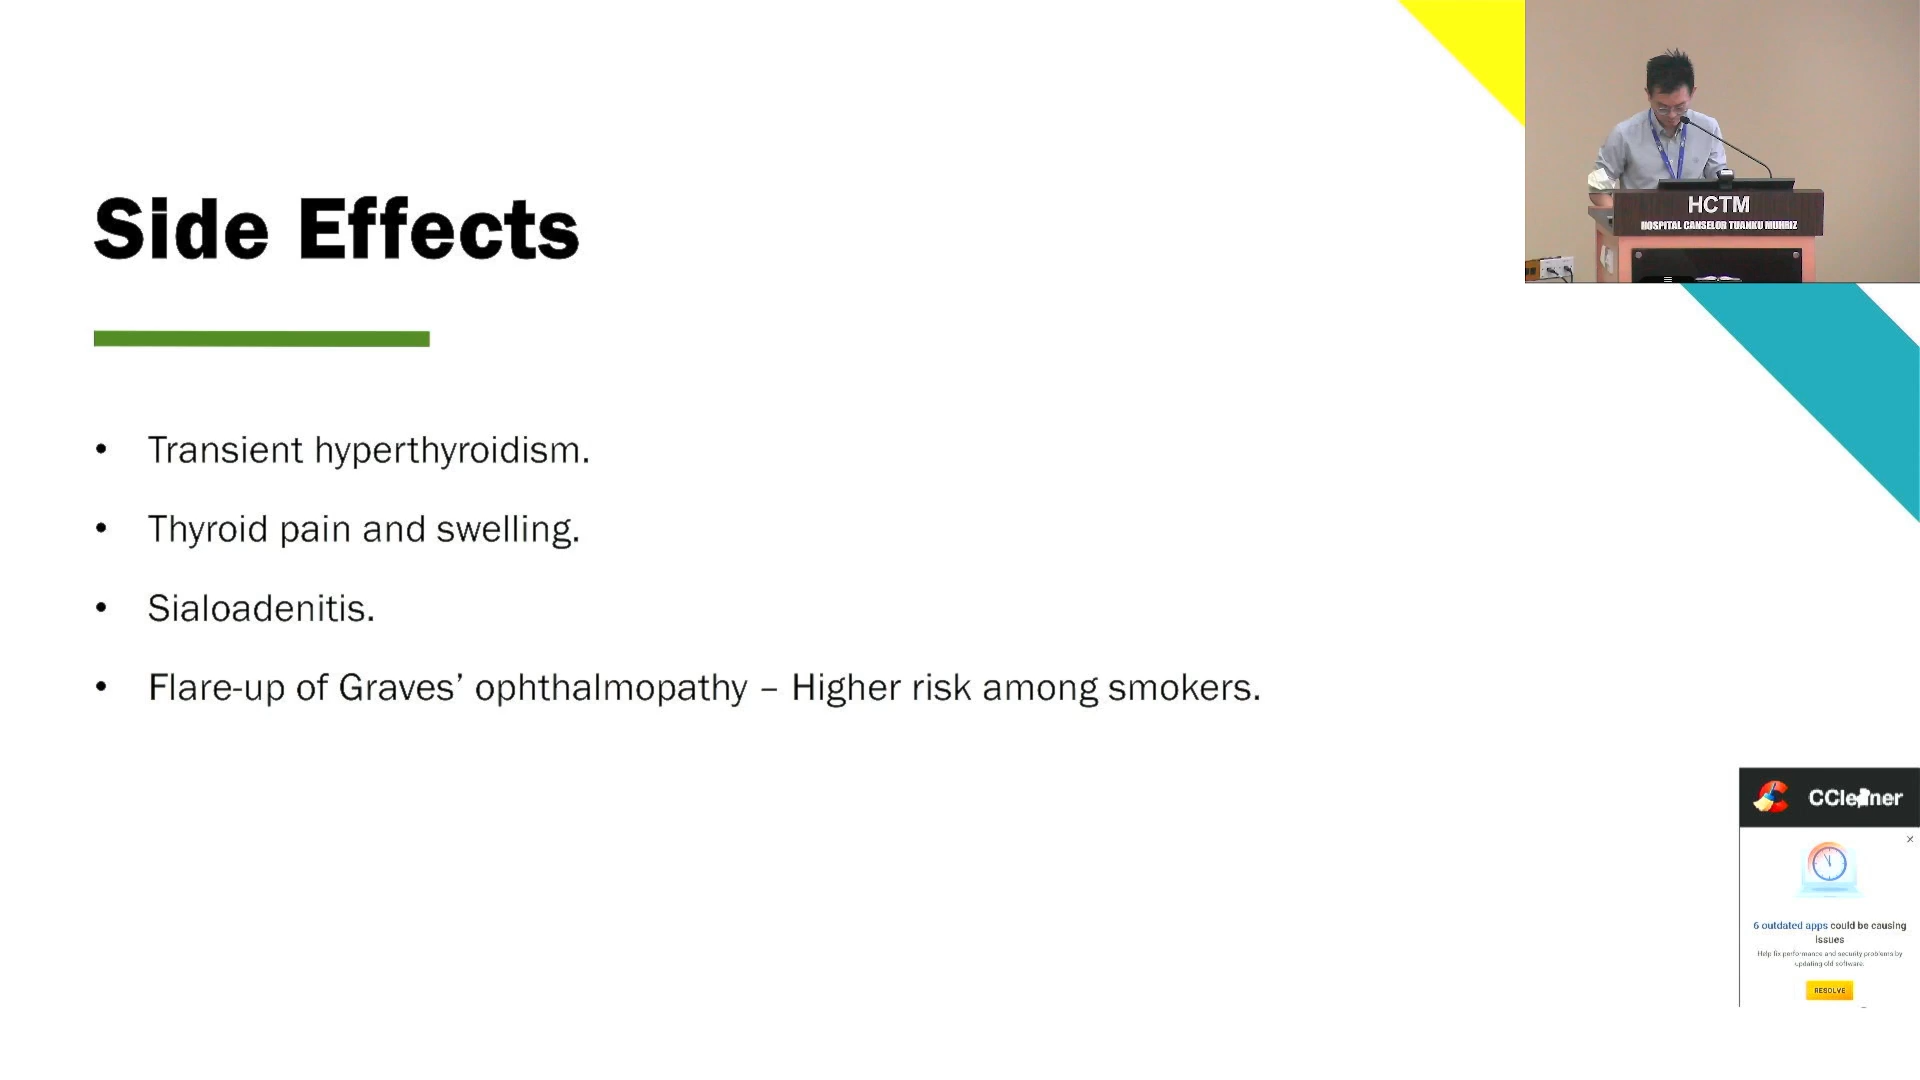 Side Effects
• Transient hyperthyroidism.
• Thyroid pain and swelling.
• Sialoadenitis.
• Flare-up of Graves’ ophthalmopathy – Higher risk among smokers.
HCTM
HOSPITAL CANSELOR TUANKU MUHRIZ
CCleaner
6 outdated apps could be causing
issues
Help fix performance and security problems by
updating old software.
RESOLVE